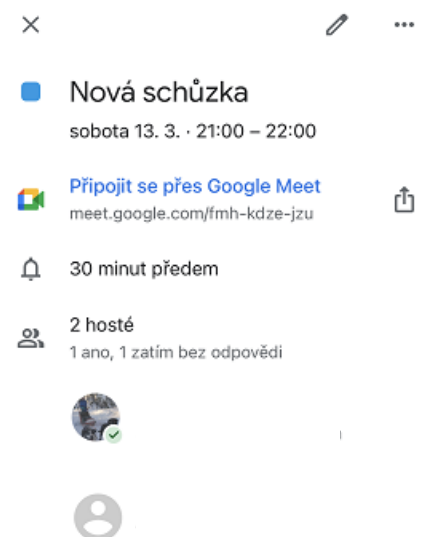 Nová schůzka
sobota 13. 3. · 21:00 – 22:00
Připojit se přes Google Meet
meet.google.com/fmh-kdze-jzu
30 minut předem
2 hosté
1 ano, 1 zatím bez odpovědi